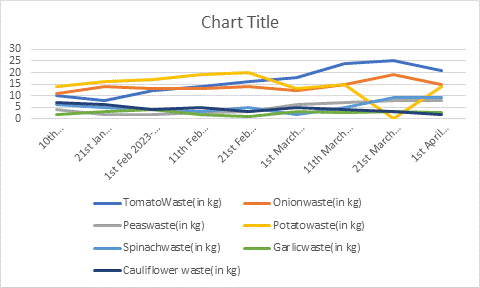 Chart Title
30
25
20
15
10
5
0
10th...
21st Jan...
1st Feb 2023-...
11th Feb...
21st Feb...
1st March...
11th March...
21st March...
1st April...
TomatoWaste(in kg) Onionwaste(in kg)
Peaswaste(in kg) Potatowaste(in kg)
Spinachwaste(in kg) Garlicwaste(in kg)
Cauliflower waste(in kg)